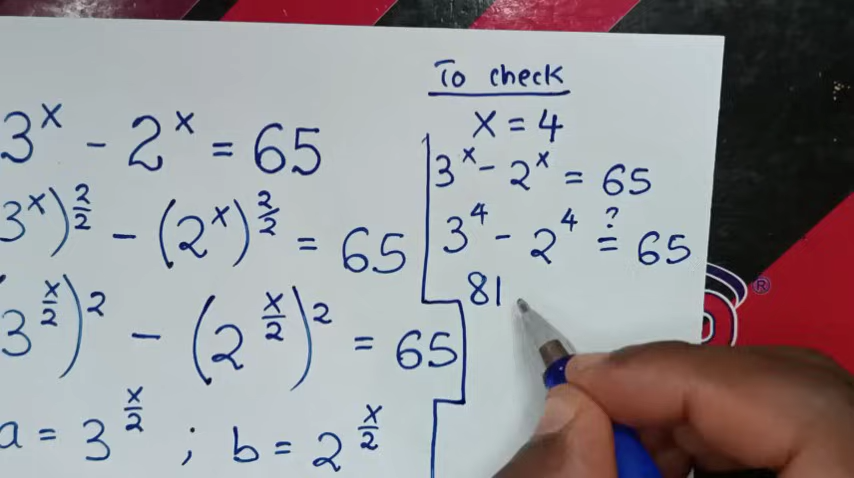 3^x - 2^x = 65
3^x)^{2/2} - (2^x)^{2/2} = 65
3^{x/2})^2 - (2^{x/2})^2 = 65
a = 3^{x/2} ; b = 2^{x/2}
To check
x = 4
3^x - 2^x = 65
3^4 - 2^4 ≟ 65
81
®